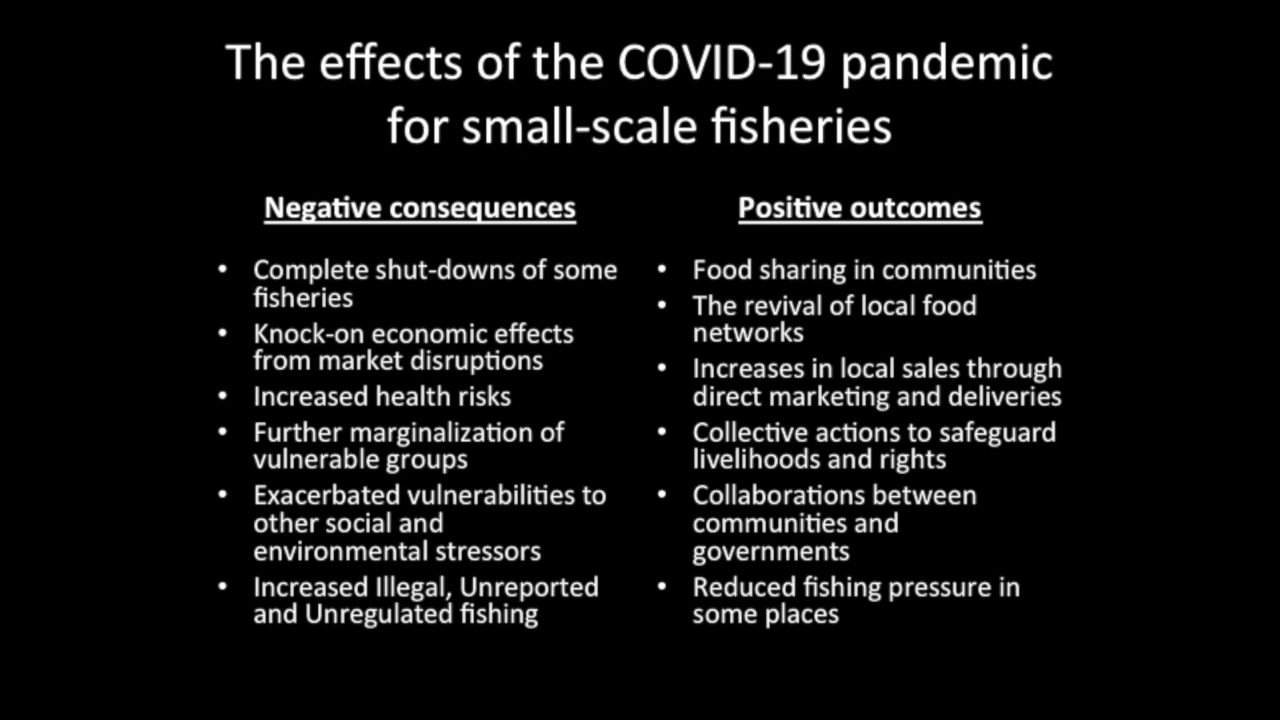 The effects of the COVID-19 pandemic
for small-scale fisheries
Negative consequences
• Complete shut-downs of some
fisheries
• Knock-on economic effects
from market disruptions
• Increased health risks
• Further marginalization of
vulnerable groups
• Exacerbated vulnerabilities to
other social and
environmental stressors
• Increased Illegal, Unreported
and Unregulated fishing
Positive outcomes
• Food sharing in communities
• The revival of local food
networks
• Increases in local sales through
direct marketing and deliveries
• Collective actions to safeguard
livelihoods and rights
• Collaborations between
communities and
governments
• Reduced fishing pressure in
some places